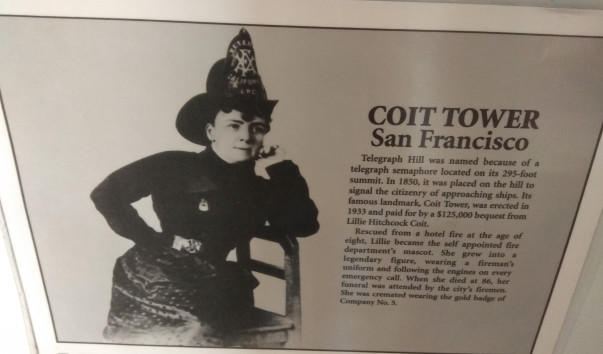 COIT TOWER
San Francisco
Telegraph Hill was named because of a
telegraph semaphore located on its 295-foot
summit. In 1850, it was placed on the hill to
signal the citizenry of approaching ships. Its
famous landmark, Coit Tower, was erected in
1933 and paid for by a $125,000 bequest from
Lillie Hitchcock Coit.
Rescued from a hotel fire at the age of
eight, Lillie became the self appointed fire
department's mascot. She grew into a
legendary figure, wearing a fireman's
uniform and following the engines on every
emergency call. When she died at 86, her
funeral was attended by the city's firemen.
She was cremated wearing the gold badge of
Company No. 5.